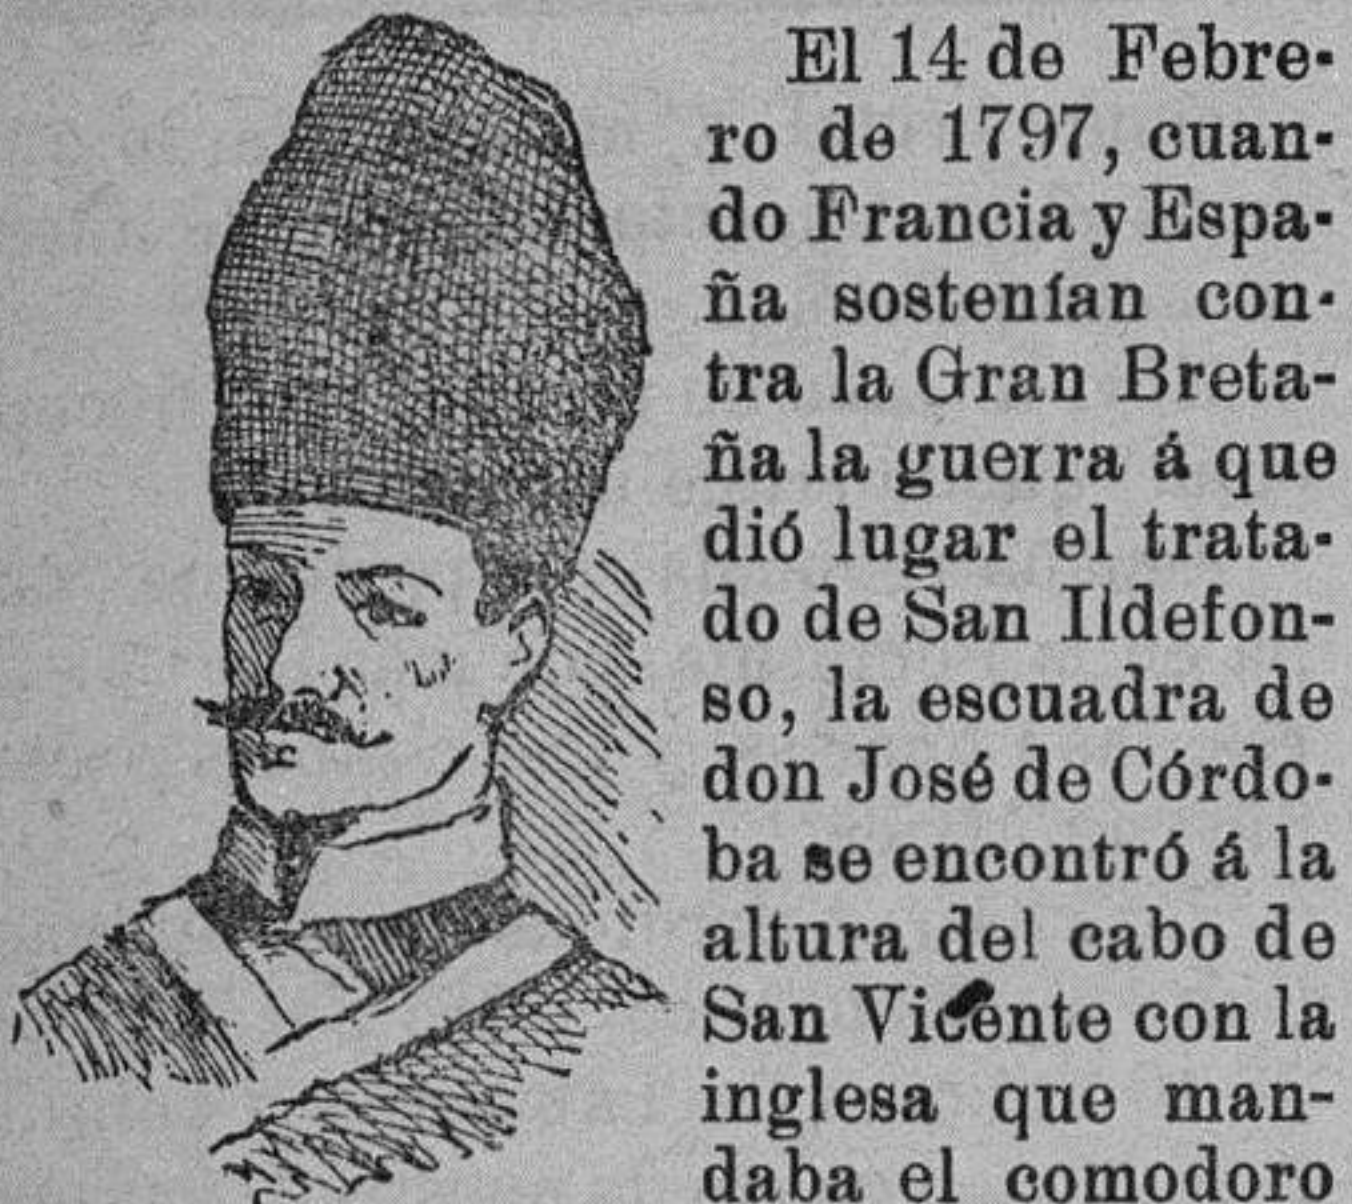 El 14 de Febre-
ro de 1797, cuan-
do Francia y Espa-
ña sostenían con-
tra la Gran Breta-
ña la guerra á que
dió lugar el trata-
do de San Ildefon-
so, la escuadra de
don José de Córdo-
ba se encontró á la
altura del cabo de
San Vicente con la
inglesa que man-
daba el comodoro